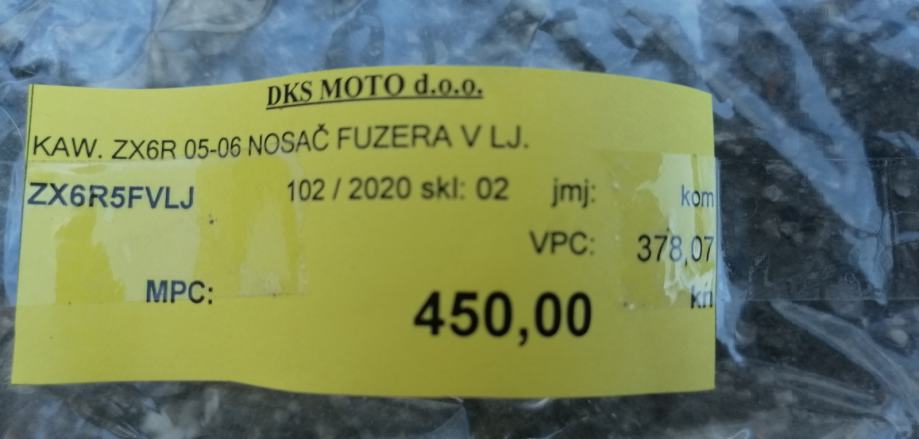 DKS MOTO d.o.o.
KAW. ZX6R 05-06 NOSAČ FUZERA V LJ.
ZX6R5FVLJ 102 / 2020 skl: 02 jmj: kom
VPC: 378,07
MPC: 450,00 kn